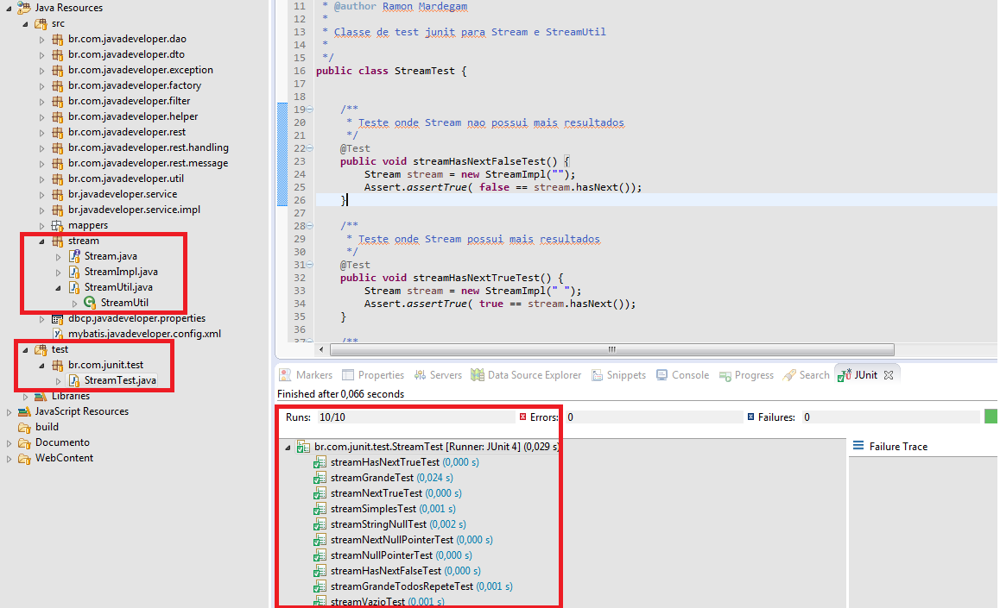 Java Resources
src
br.com.javadeveloper.dao
br.com.javadeveloper.dto
br.com.javadeveloper.exception
br.com.javadeveloper.factory
br.com.javadeveloper.filter
br.com.javadeveloper.helper
br.com.javadeveloper.rest
br.com.javadeveloper.rest.handling
br.com.javadeveloper.rest.message
br.com.javadeveloper.util
br.javadeveloper.service
br.javadeveloper.service.impl
mappers
stream
Stream.java
StreamImpl.java
StreamUtil.java
StreamUtil
dbcp.javadeveloper.properties
mybatis.javadeveloper.config.xml
test
br.com.junit.test
StreamTest.java
Libraries
JavaScript Resources
build
Documento
WebContent
11 * @author Ramon Mardegam
12 *
13 * Classe de test junit para Stream e StreamUtil
14 *
15 */
16 public class StreamTest {
17
18
19 /**
20 * Teste onde Stream nao possui mais resultados
21 */
22 @Test
23 public void streamHasNextFalseTest() {
24 Stream stream = new StreamImpl("");
25 Assert.assertTrue( false == stream.hasNext());
26 }
27
28 /**
29 * Teste onde Stream possui mais resultados
30 */
31 @Test
32 public void streamHasNextTrueTest() {
33 Stream stream = new StreamImpl(" ");
34 Assert.assertTrue( true == stream.hasNext());
35 }
36
37 /**
Markers Properties Servers Data Source Explorer Snippets Console Progress Search JUnit
Finished after 0,066 seconds
Runs: 10/10 Errors: 0 Failures: 0
br.com.junit.test.StreamTest [Runner: JUnit 4] (0,029 s)
streamHasNextTrueTest (0,000 s)
streamGrandeTest (0,024 s)
streamNextTrueTest (0,000 s)
streamSimplesTest (0,001 s)
streamStringNullTest (0,002 s)
streamNextNullPointerTest (0,000 s)
streamNullPointerTest (0,000 s)
streamHasNextFalseTest (0,000 s)
streamGrandeTodosRepeteTest (0,001 s)
streamVazioTest (0,001 s)
Failure Trace